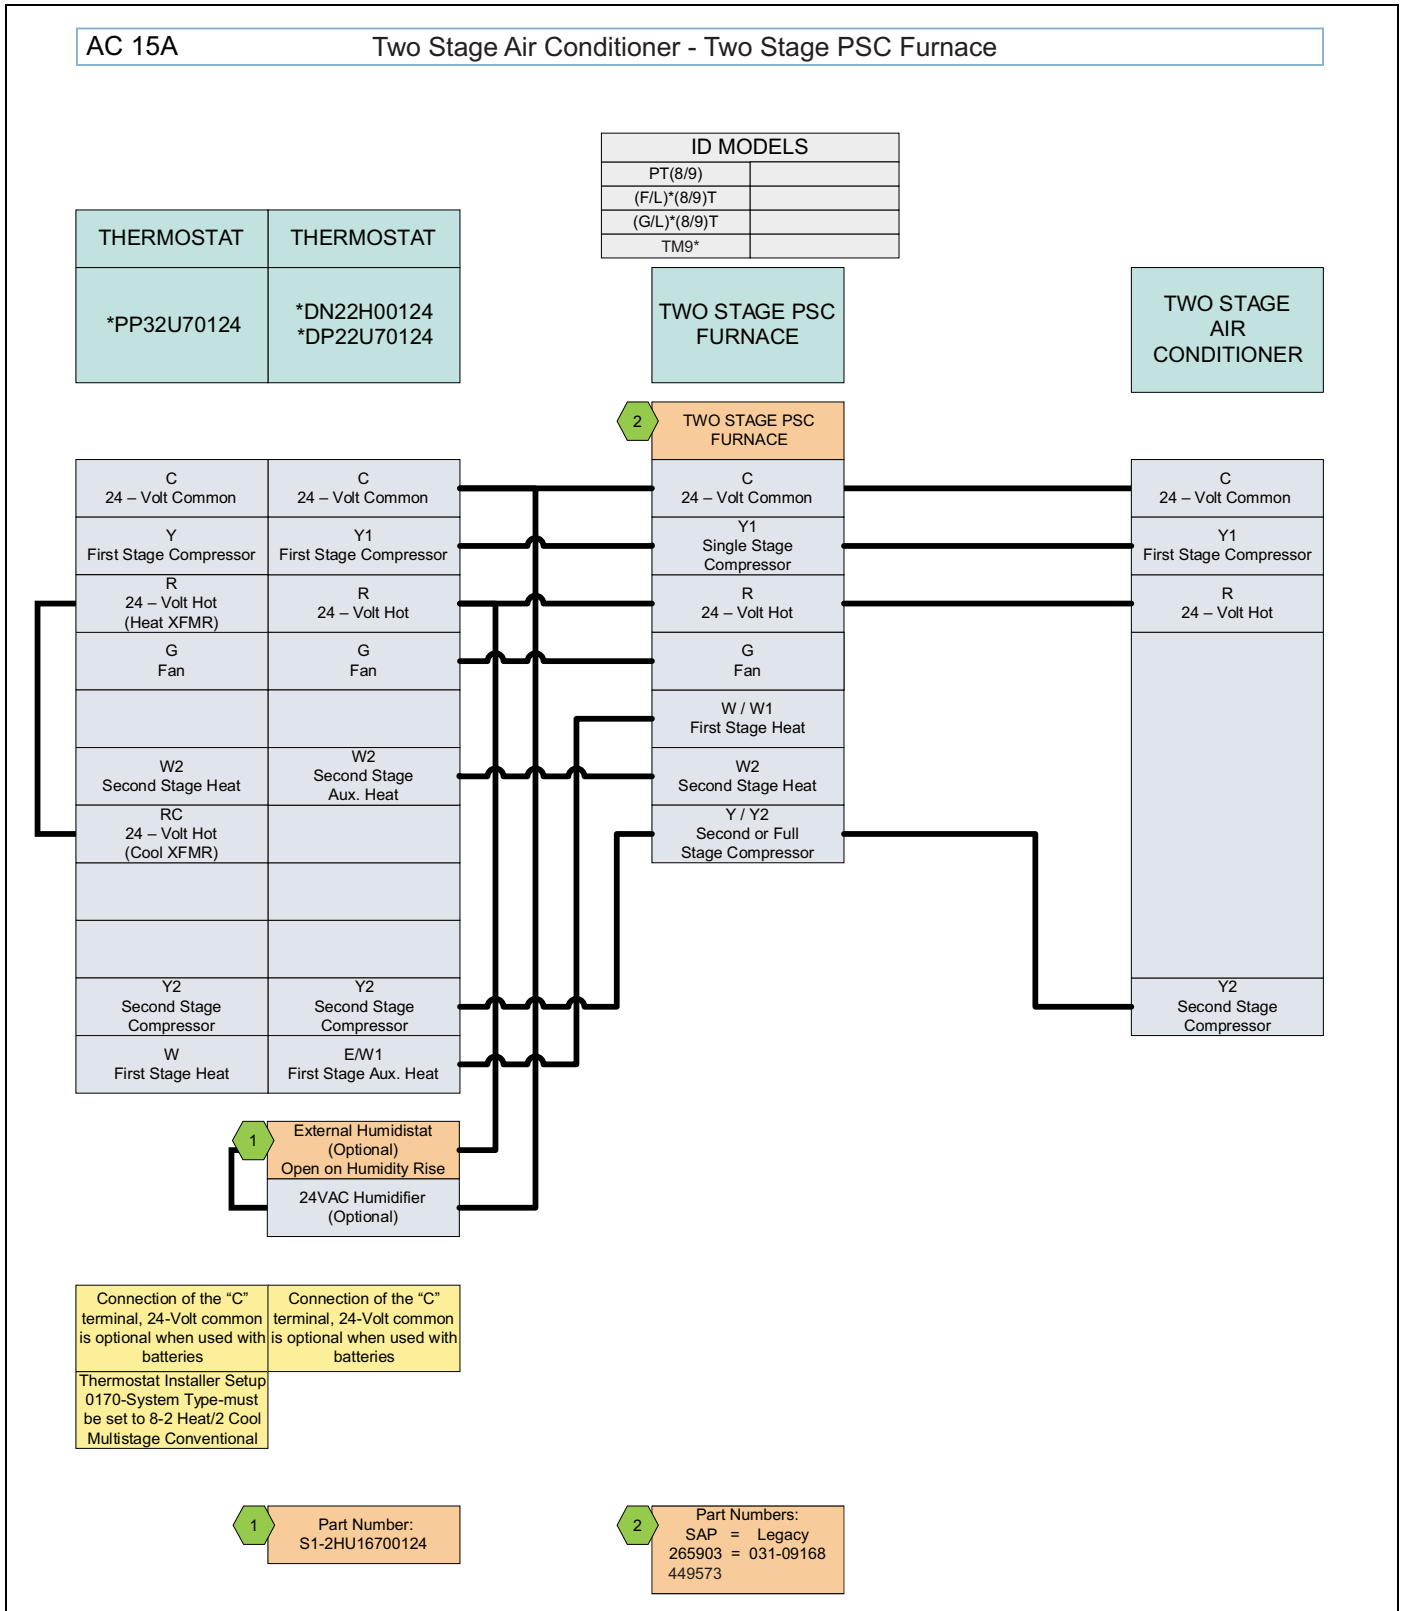 AC 15A
Two Stage Air Conditioner - Two Stage PSC Furnace
ID MODELS
PT(8/9)
(F/L)*(8/9)T
(G/L)*(8/9)T
TM9*
THERMOSTAT
THERMOSTAT
*PP32U70124
*DN22H00124
*DP22U70124
TWO STAGE PSC
FURNACE
TWO STAGE
AIR
CONDITIONER
2
TWO STAGE PSC
FURNACE
C
24 – Volt Common
C
24 – Volt Common
C
24 – Volt Common
C
24 – Volt Common
Y
First Stage Compressor
Y1
First Stage Compressor
Y1
Single Stage
Compressor
Y1
First Stage Compressor
R
24 – Volt Hot
(Heat XFMR)
R
24 – Volt Hot
R
24 – Volt Hot
R
24 – Volt Hot
G
Fan
G
Fan
G
Fan
W / W1
First Stage Heat
W2
Second Stage Heat
W2
Second Stage
Aux. Heat
W2
Second Stage Heat
RC
24 – Volt Hot
(Cool XFMR)
Y / Y2
Second or Full
Stage Compressor
Y2
Second Stage
Compressor
Y2
Second Stage
Compressor
Y2
Second Stage
Compressor
W
First Stage Heat
E/W1
First Stage Aux. Heat
1
External Humidistat
(Optional)
Open on Humidity Rise
24VAC Humidifier
(Optional)
Connection of the “C”
terminal, 24-Volt common
is optional when used with
batteries
Connection of the “C”
terminal, 24-Volt common
is optional when used with
batteries
Thermostat Installer Setup
0170-System Type-must
be set to 8-2 Heat/2 Cool
Multistage Conventional
1
Part Number:
S1-2HU16700124
2
Part Numbers:
SAP = Legacy
265903 = 031-09168
449573